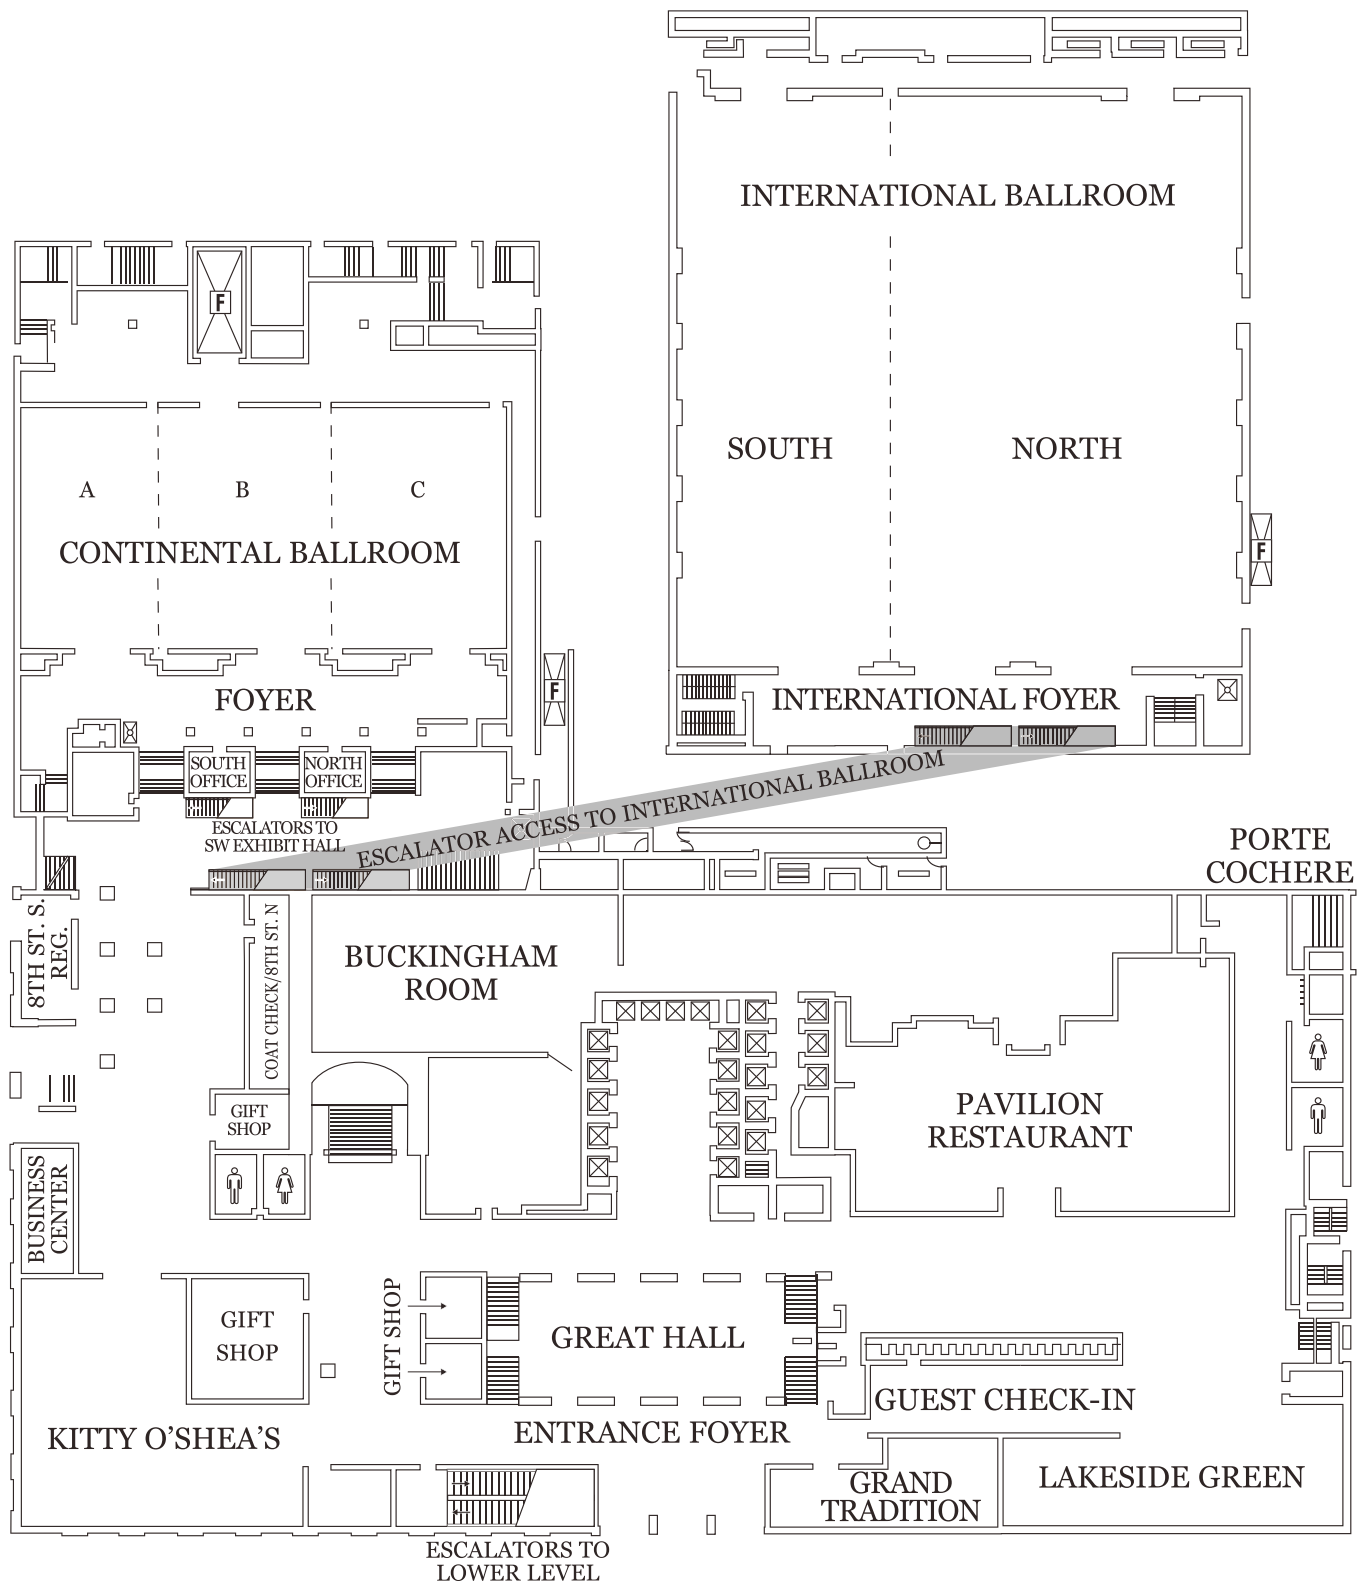 INTERNATIONAL BALLROOM
F
SOUTH
NORTH
A
B
C
CONTINENTAL BALLROOM
F
F
FOYER
INTERNATIONAL FOYER
SOUTH
OFFICE
NORTH
OFFICE
ESCALATORS TO
SW EXHIBIT HALL
ESCALATOR ACCESS TO INTERNATIONAL BALLROOM
PORTE
COCHERE
8TH ST. S.
REG.
COAT CHECK/8TH ST. N
BUCKINGHAM
ROOM
GIFT
SHOP
PAVILION
RESTAURANT
BUSINESS
CENTER
GIFT
SHOP
GIFT SHOP
GREAT HALL
GUEST CHECK-IN
KITTY O’SHEA’S
ENTRANCE FOYER
GRAND
TRADITION
LAKESIDE GREEN
ESCALATORS TO
LOWER LEVEL